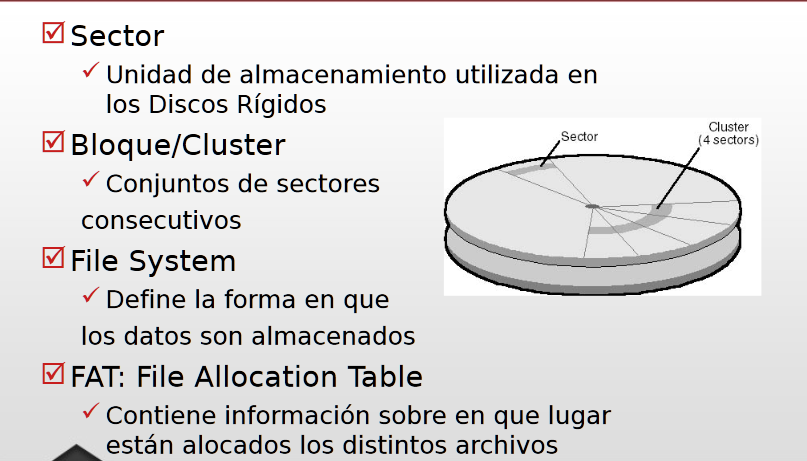 Sector
Unidad de almacenamiento utilizada en
los Discos Rígidos
Bloque/Cluster
Conjuntos de sectores
consecutivos
Sector
Cluster
(4 sectors)
File System
Define la forma en que
los datos son almacenados
FAT: File Allocation Table
Contiene información sobre en que lugar
están alocados los distintos archivos